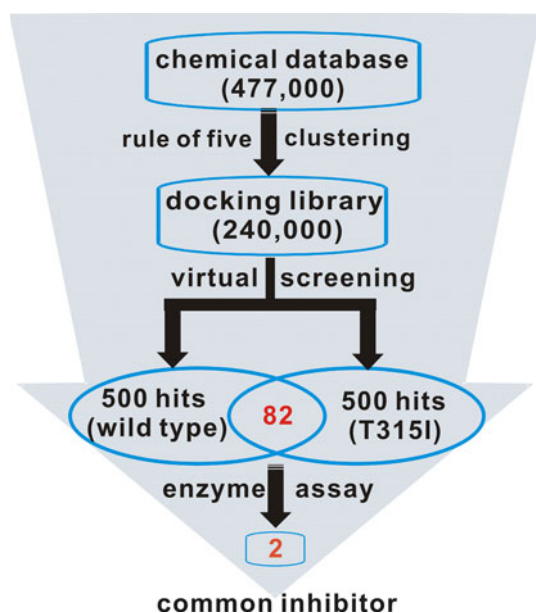 chemical database
(477,000)
rule of five clustering
docking library
(240,000)
virtual screening
500 hits
(wild type)
82
500 hits
(T315I)
enzyme assay
2
common inhibitor